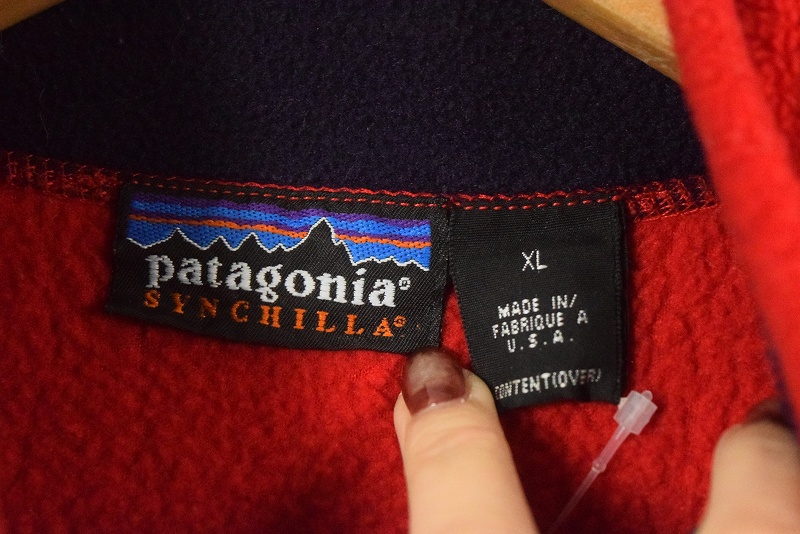 patagonia®
SYNCHILLA®
XL
MADE IN/
FABRIQUE A
U.S.A.
CONTENT(OVER)